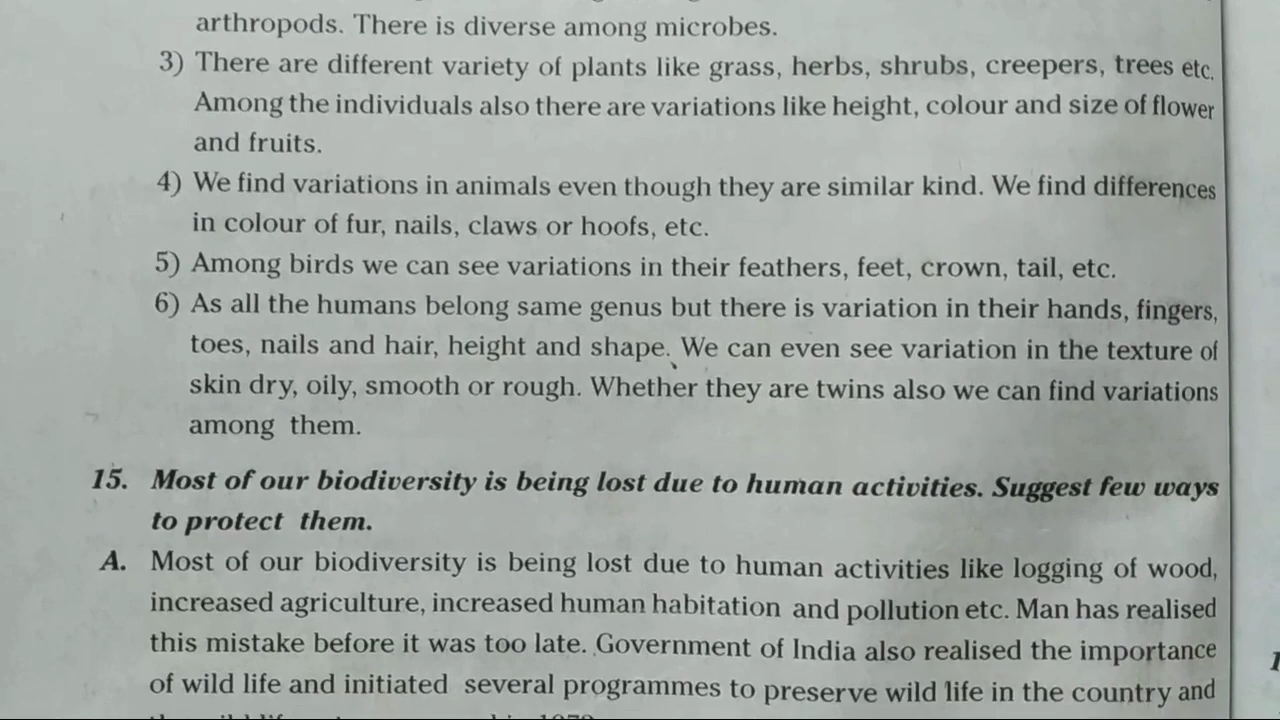 arthropods. There is diverse among microbes.
3) There are different variety of plants like grass, herbs, shrubs, creepers, trees etc.
Among the individuals also there are variations like height, colour and size of flower
and fruits.
4) We find variations in animals even though they are similar kind. We find differences
in colour of fur, nails, claws or hoofs, etc.
5) Among birds we can see variations in their feathers, feet, crown, tail, etc.
6) As all the humans belong same genus but there is variation in their hands, fingers,
toes, nails and hair, height and shape. We can even see variation in the texture of
skin dry, oily, smooth or rough. Whether they are twins also we can find variations
among them.
15. Most of our biodiversity is being lost due to human activities. Suggest few ways
to protect them.
A. Most of our biodiversity is being lost due to human activities like logging of wood,
increased agriculture, increased human habitation and pollution etc. Man has realised
this mistake before it was too late. Government of India also realised the importance
of wild life and initiated several programmes to preserve wild life in the country and